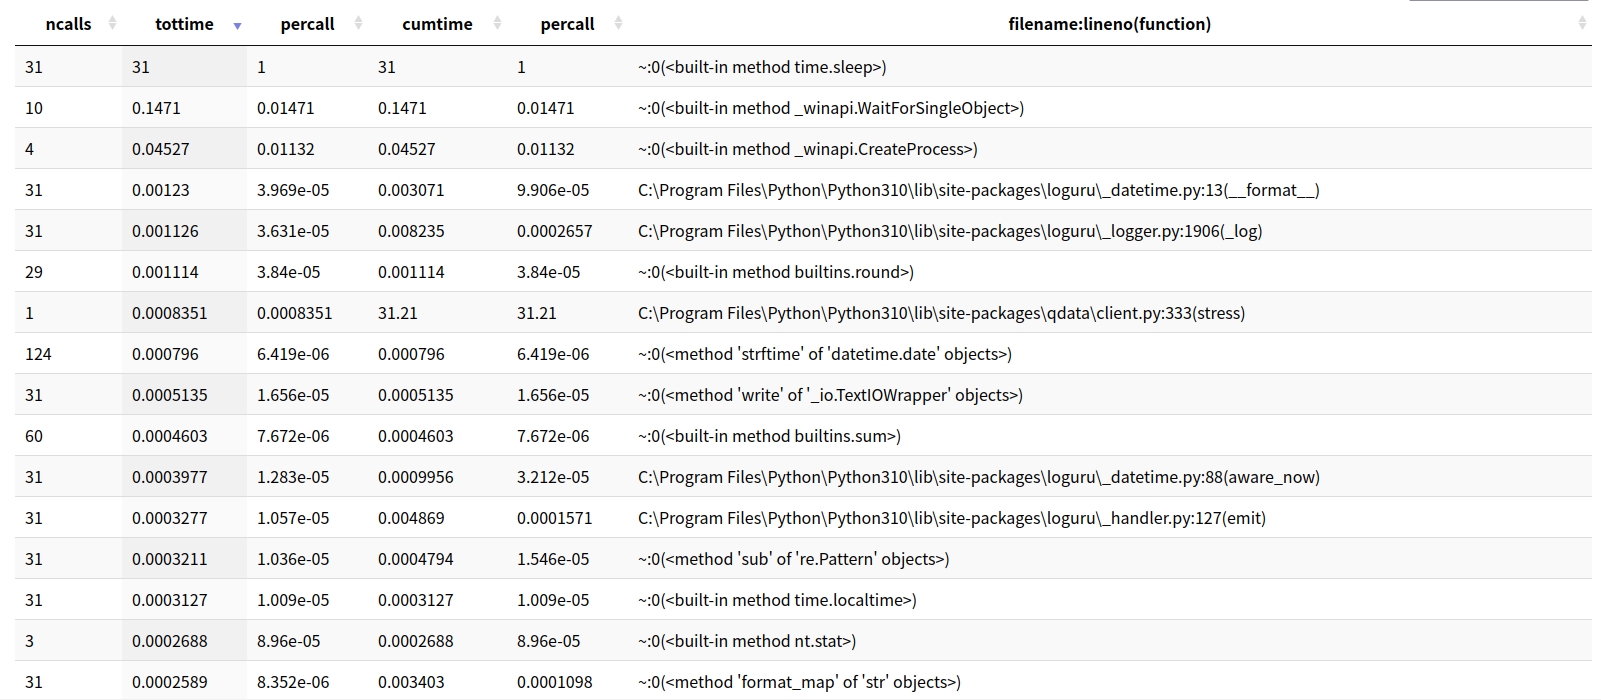 ncalls tottime percall cumtime percall filename:lineno(function)
31 31 1 31 1 ~:0(<built-in method time.sleep>)
10 0.1471 0.01471 0.1471 0.01471 ~:0(<built-in method _winapi.WaitForSingleObject>)
4 0.04527 0.01132 0.04527 0.01132 ~:0(<built-in method _winapi.CreateProcess>)
31 0.00123 3.969e-05 0.003071 9.906e-05 C:\Program Files\Python\Python310\lib\site-packages\loguru\_datetime.py:13(__format__)
31 0.001126 3.631e-05 0.008235 0.0002657 C:\Program Files\Python\Python310\lib\site-packages\loguru\_logger.py:1906(_log)
29 0.001114 3.84e-05 0.001114 3.84e-05 ~:0(<built-in method builtins.round>)
1 0.0008351 0.0008351 31.21 31.21 C:\Program Files\Python\Python310\lib\site-packages\qdata\client.py:333(stress)
124 0.000796 6.419e-06 0.000796 6.419e-06 ~:0(<method 'strftime' of 'datetime.date' objects>)
31 0.0005135 1.656e-05 0.0005135 1.656e-05 ~:0(<method 'write' of '_io.TextIOWrapper' objects>)
60 0.0004603 7.672e-06 0.0004603 7.672e-06 ~:0(<built-in method builtins.sum>)
31 0.0003977 1.283e-05 0.0009956 3.212e-05 C:\Program Files\Python\Python310\lib\site-packages\loguru\_datetime.py:88(aware_now)
31 0.0003277 1.057e-05 0.004869 0.0001571 C:\Program Files\Python\Python310\lib\site-packages\loguru\_handler.py:127(emit)
31 0.0003211 1.036e-05 0.0004794 1.546e-05 ~:0(<method 'sub' of 're.Pattern' objects>)
31 0.0003127 1.009e-05 0.0003127 1.009e-05 ~:0(<built-in method time.localtime>)
3 0.0002688 8.96e-05 0.0002688 8.96e-05 ~:0(<built-in method nt.stat>)
31 0.0002589 8.352e-06 0.003403 0.0001098 ~:0(<method 'format_map' of 'str' objects>)